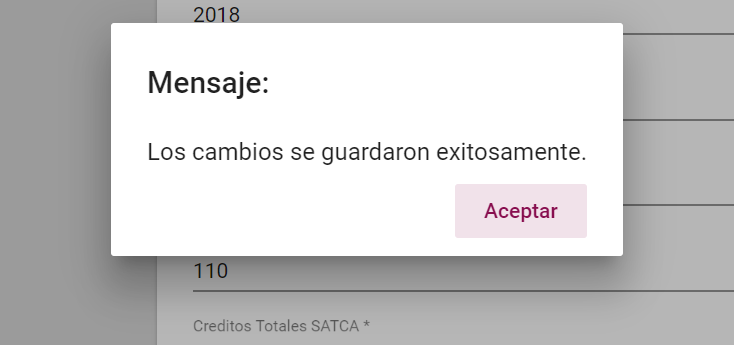 2018
Mensaje:
Los cambios se guardaron exitosamente.
Aceptar
110
Creditos Totales SATCA *